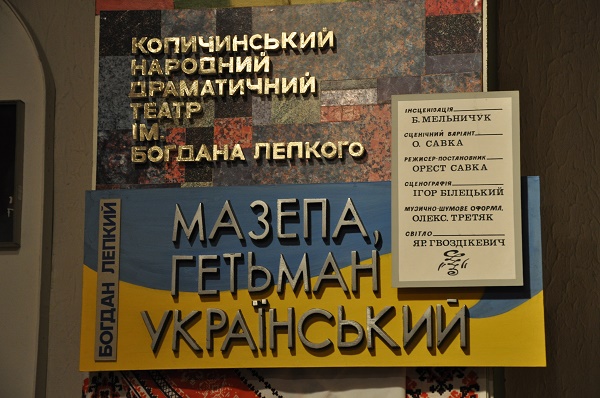 КОПИЧИНСЬКИЙ
НАРОДНИЙ
ДРАМАТИЧНИЙ
ТЕАТР
ІМ.
БОГДАНА ЛЕПКОГО
ІНСЦЕНІЗАЦІЯ
Б. МЕЛЬНИЧУК
СЦЕНІЧНИЙ ВАРІАНТ
О. САВКА
РЕЖИСЕР-ПОСТАНОВНИК
ОРЕСТ САВКА
СЦЕНОГРАФІЯ
ІГОР БІЛЕЦЬКИЙ
МУЗИЧНО-ШУМОВЕ ОФОРМЛ.
ОЛЕКС. ТРЕТЯК
СВІТЛО
ЯР. ГВОЗДІКЕВИЧ
БОГДАН ЛЕПКИЙ
МАЗЕПА,
ГЕТЬМАН
УКРАЇНСЬКИЙ